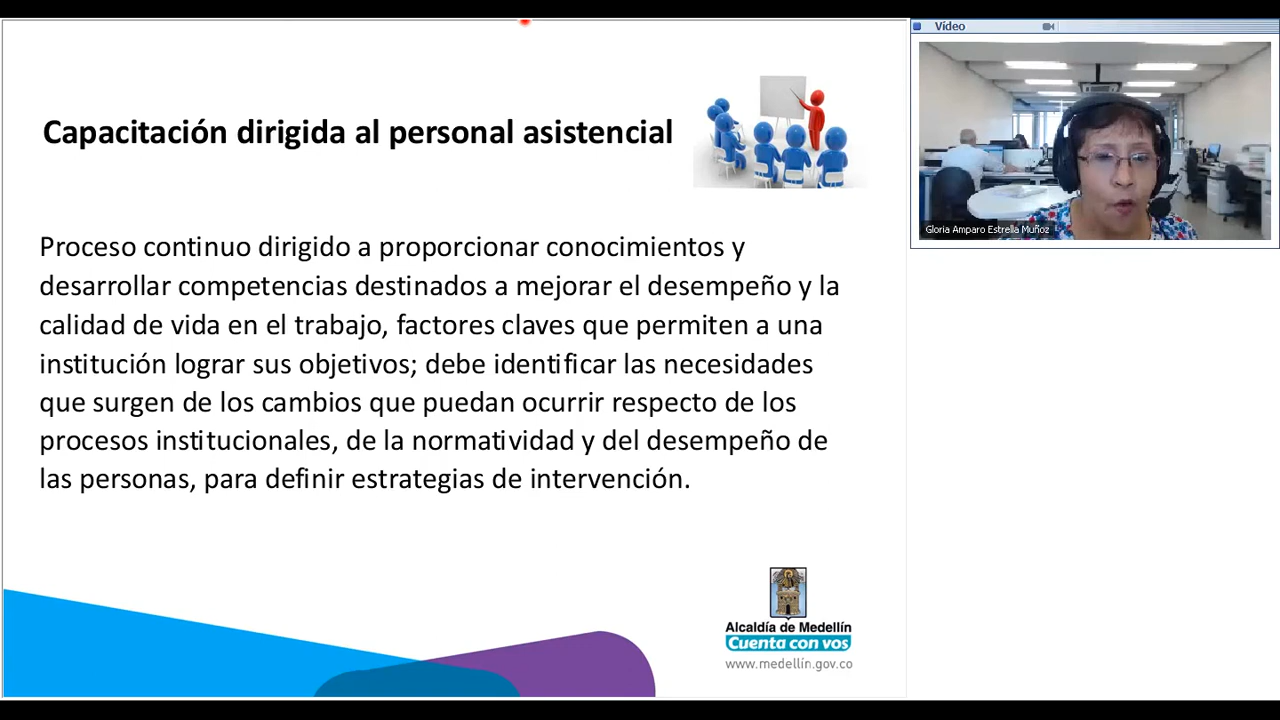 Capacitación dirigida al personal asistencial
Proceso continuo dirigido a proporcionar conocimientos y
desarrollar competencias destinados a mejorar el desempeño y la
calidad de vida en el trabajo, factores claves que permiten a una
institución lograr sus objetivos; debe identificar las necesidades
que surgen de los cambios que puedan ocurrir respecto de los
procesos institucionales, de la normatividad y del desempeño de
las personas, para definir estrategias de intervención.
Alcaldía de Medellín
Cuenta con vos
www.medellín.gov.co
Vídeo
Gloria Amparo Estrella Muñoz